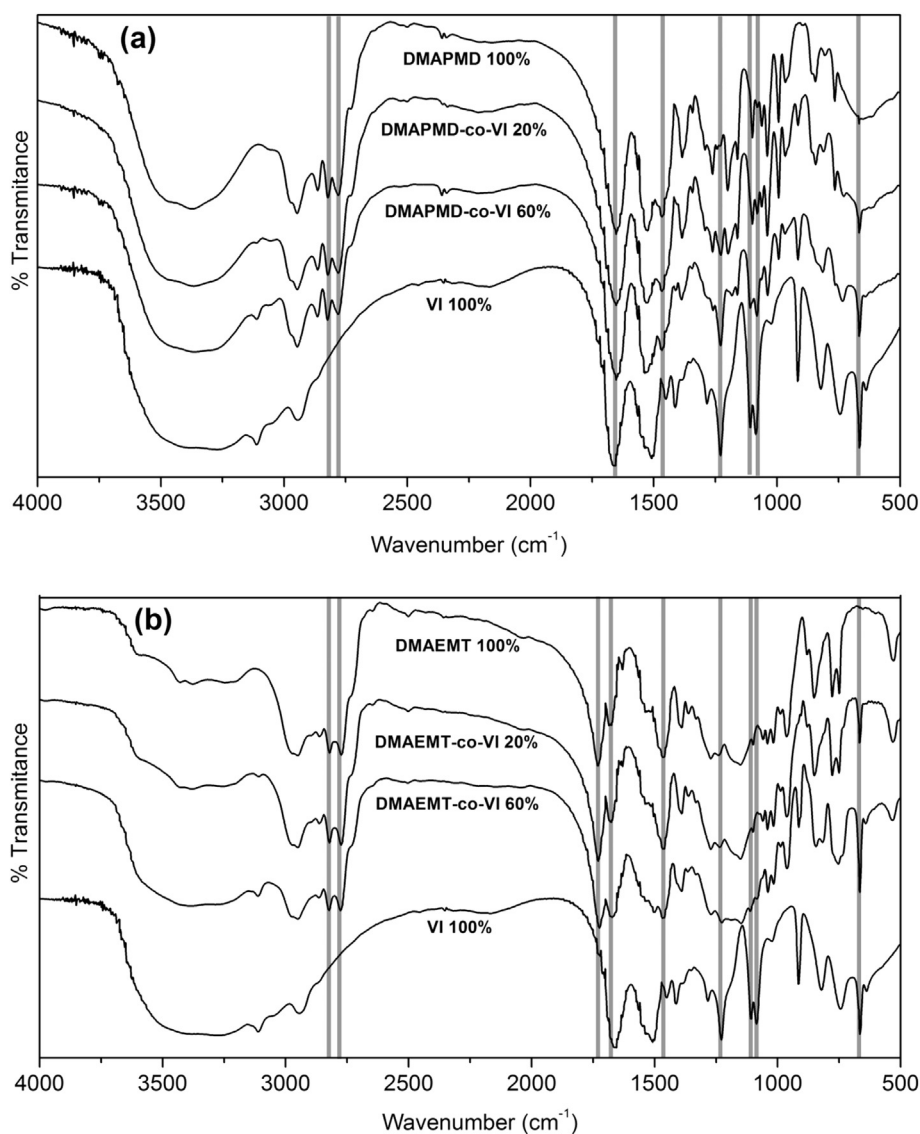 (a)
DMAPMD 100%
DMAPMD-co-VI 20%
DMAPMD-co-VI 60%
VI 100%
% Transmitance
4000 3500 3000 2500 2000 1500 1000 500
Wavenumber (cm⁻¹)
(b)
DMAEMT 100%
DMAEMT-co-VI 20%
DMAEMT-co-VI 60%
VI 100%
% Transmitance
4000 3500 3000 2500 2000 1500 1000 500
Wavenumber (cm⁻¹)